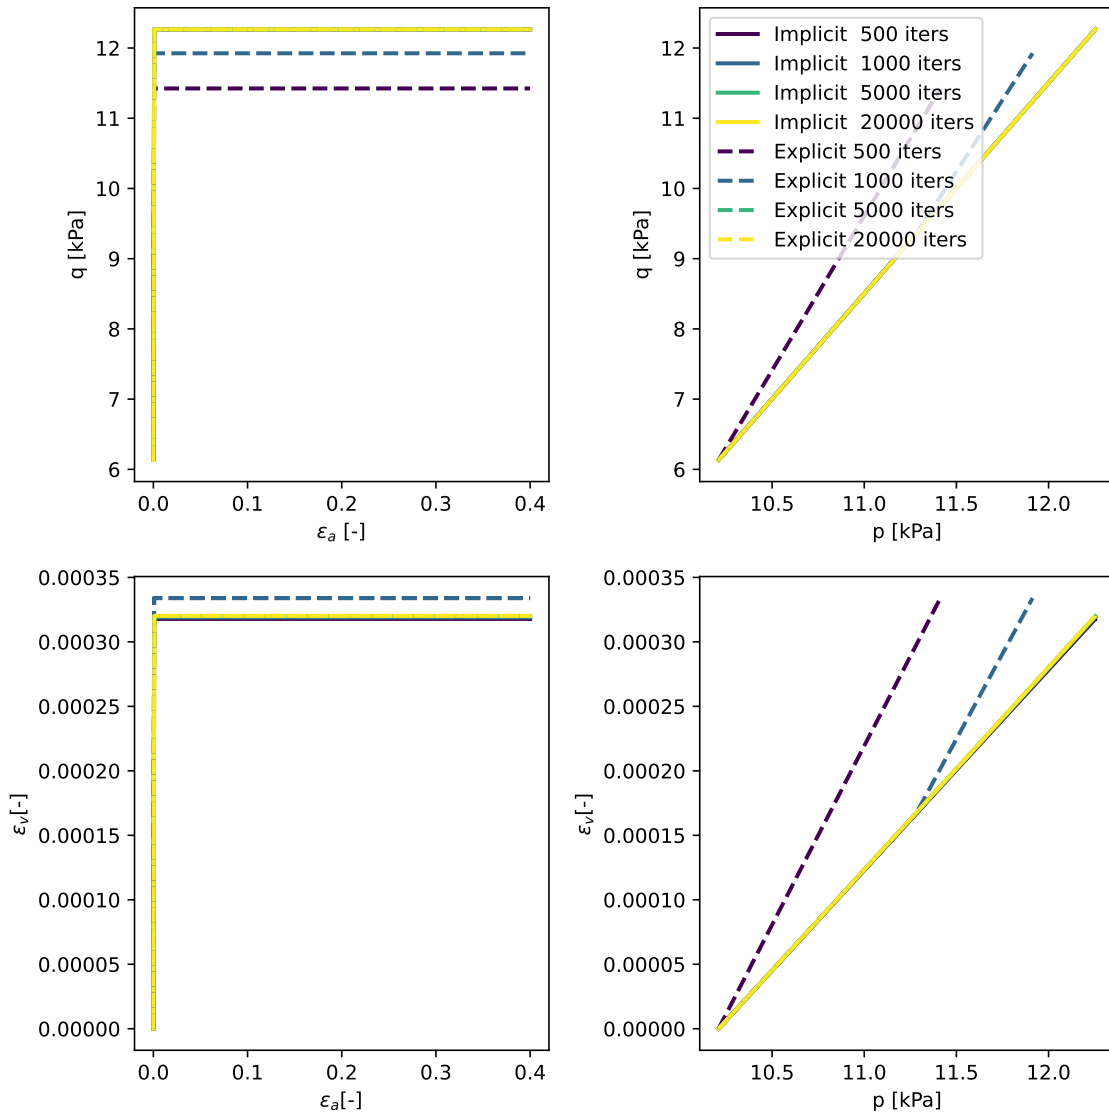 12
11
10
9
8
7
6
q [kPa]
0.0 0.1 0.2 0.3 0.4
εa [-]
Implicit 500 iters
Implicit 1000 iters
Implicit 5000 iters
Implicit 20000 iters
Explicit 500 iters
Explicit 1000 iters
Explicit 5000 iters
Explicit 20000 iters
12
11
10
9
8
7
6
q [kPa]
10.5 11.0 11.5 12.0
p [kPa]
0.00035
0.00030
0.00025
0.00020
0.00015
0.00010
0.00005
0.00000
εv[-]
0.0 0.1 0.2 0.3 0.4
εa[-]
0.00035
0.00030
0.00025
0.00020
0.00015
0.00010
0.00005
0.00000
εv[-]
10.5 11.0 11.5 12.0
p [kPa]